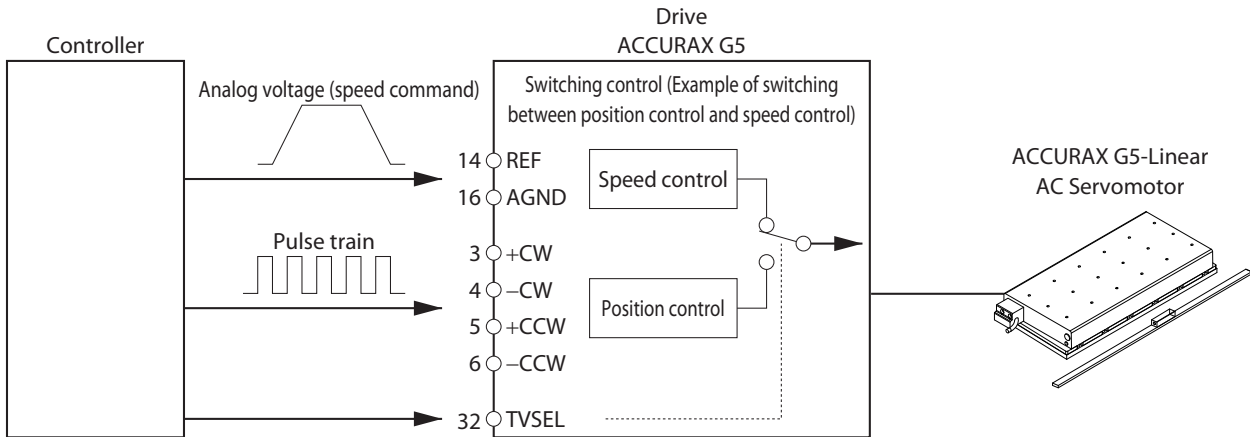 Controller
Drive
ACCURAX G5
Analog voltage (speed command)
Switching control (Example of switching
between position control and speed control)
14 REF
16 AGND
Speed control
Pulse train
3 +CW
4 −CW
5 +CCW
6 −CCW
Position control
32 TVSEL
ACCURAX G5-Linear
AC Servomotor